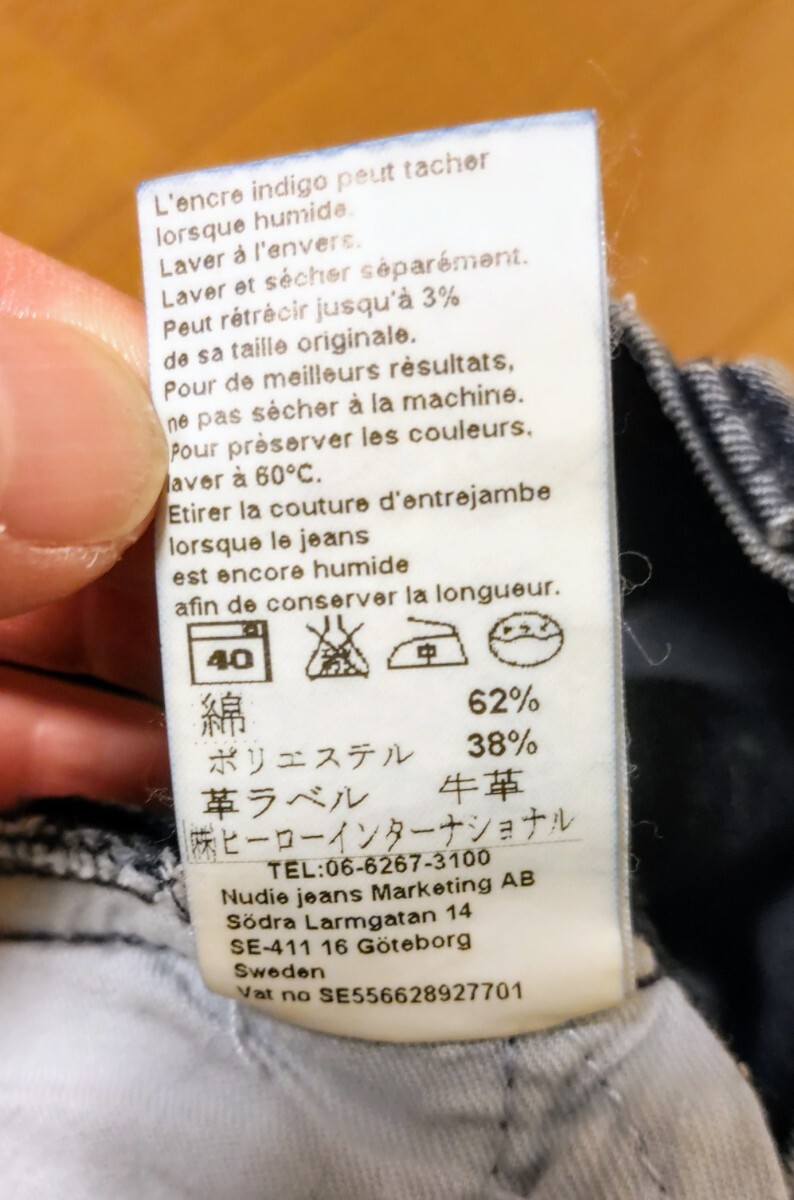 L'encre indigo peut tacher
lorsque humide.
Laver à l'envers.
Laver et sécher séparément.
Peut rétrécir jusqu'à 3%
de sa taille originale.
Pour de meilleurs résultats,
ne pas sécher à la machine.
Pour préserver les couleurs,
laver à 60°C.
Etirer la couture d'entrejambe
lorsque le jeans
est encore humide
afin de conserver la longueur.
40 中
綿 62%
ポリエステル 38%
革ラベル 牛革
㈱ヒーローインターナショナル
TEL:06-6267-3100
Nudie jeans Marketing AB
Södra Larmgatan 14
SE-411 16 Göteborg
Sweden
Vat no SE556628927701